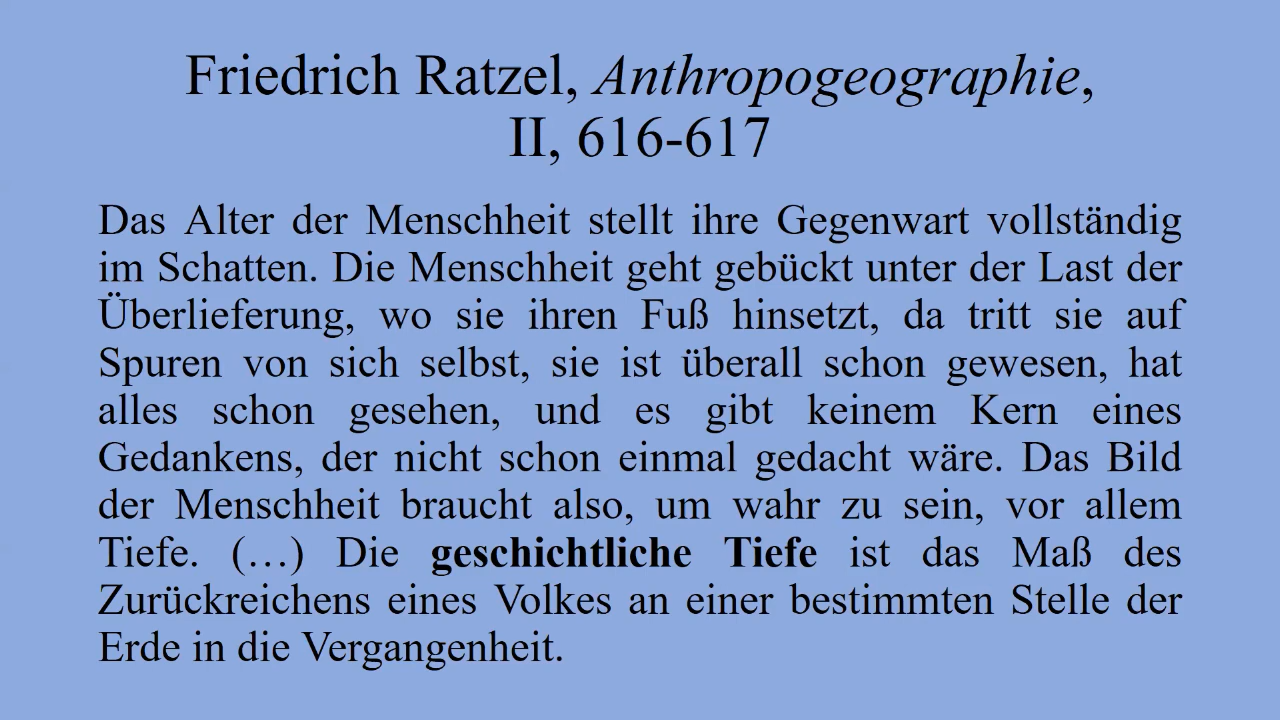 Friedrich Ratzel, Anthropogeographie,
II, 616-617
Das Alter der Menschheit stellt ihre Gegenwart vollständig
im Schatten. Die Menschheit geht gebückt unter der Last der
Überlieferung, wo sie ihren Fuß hinsetzt, da tritt sie auf
Spuren von sich selbst, sie ist überall schon gewesen, hat
alles schon gesehen, und es gibt keinem Kern eines
Gedankens, der nicht schon einmal gedacht wäre. Das Bild
der Menschheit braucht also, um wahr zu sein, vor allem
Tiefe. (…) Die geschichtliche Tiefe ist das Maß des
Zurückreichens eines Volkes an einer bestimmten Stelle der
Erde in die Vergangenheit.